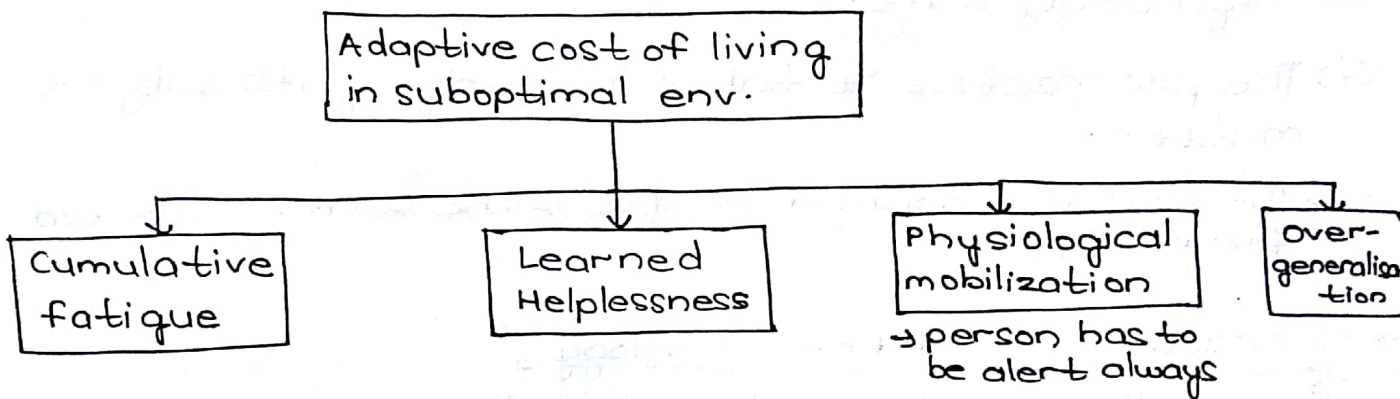 Adaptive cost of living
in suboptimal env.
Cumulative
fatigue
Learned
Helplessness
Physiological
mobilization
→ person has to
be alert always
over-
generalisa
tion